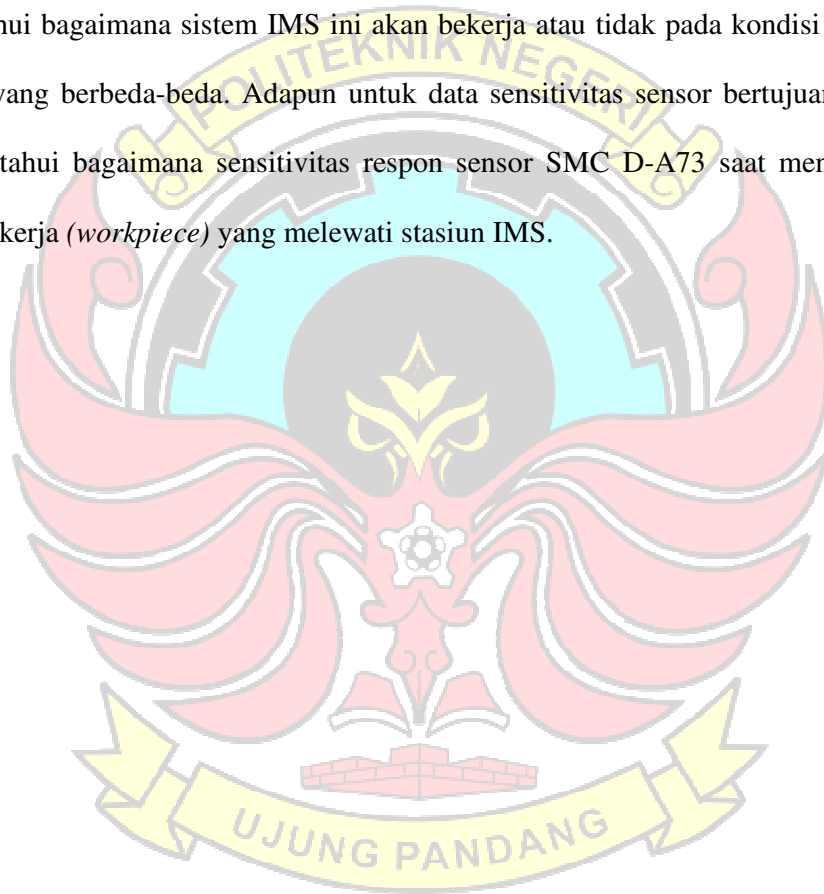 hui bagaimana sistem IMS ini akan bekerja atau tidak pada kondisi
yang berbeda-beda. Adapun untuk data sensitivitas sensor bertujuan
tahui bagaimana sensitivitas respon sensor SMC D-A73 saat men
kerja (workpiece) yang melewati stasiun IMS.
POLITEKNIK NEGERI
UJUNG PANDANG